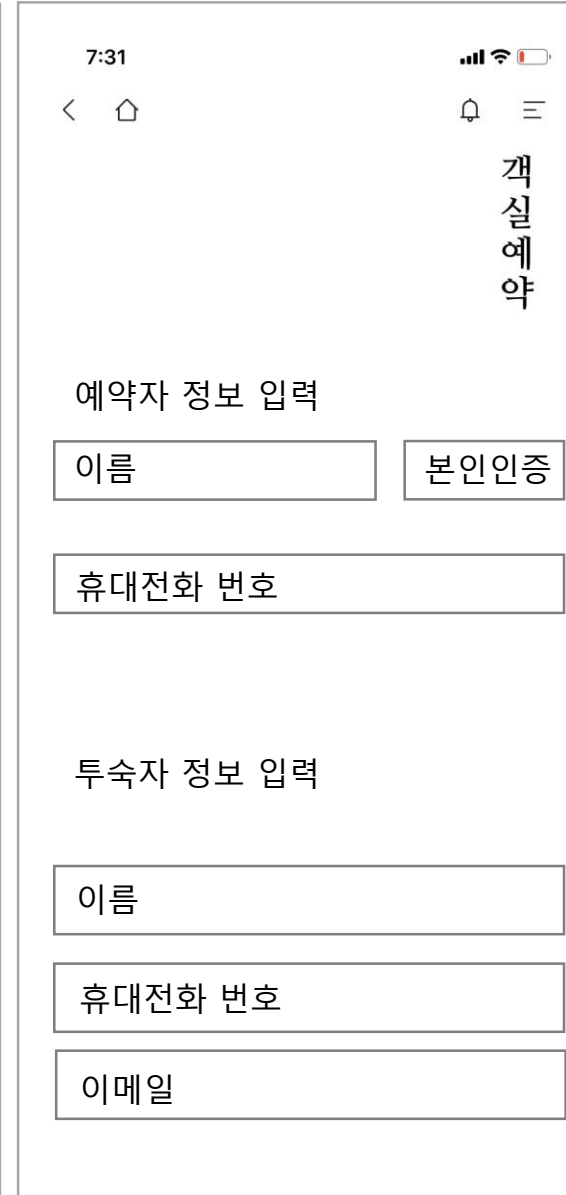 7:31
객실예약
예약자 정보 입력
이름
본인인증
휴대전화 번호
투숙자 정보 입력
이름
휴대전화 번호
이메일